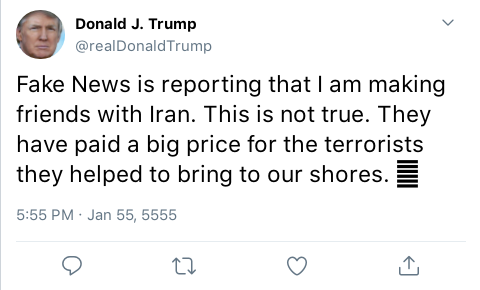 Donald J. Trump
@realDonaldTrump
Fake News is reporting that I am making
friends with Iran. This is not true. They
have paid a big price for the terrorists
they helped to bring to our shores.
5:55 PM · Jan 55, 5555